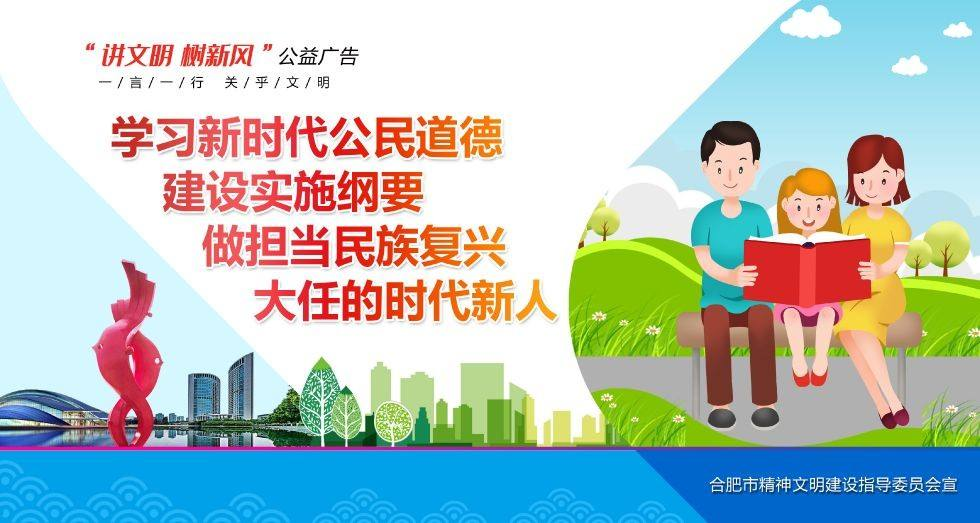 “讲文明 树新风”公益广告
一/言/一/行 关/乎/文/明
学习新时代公民道德
建设实施纲要
做担当民族复兴
大任的时代新人
合肥市精神文明建设指导委员会宣